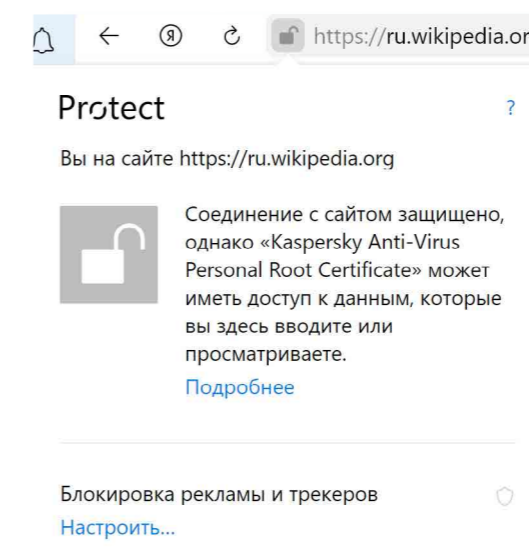 https://ru.wikipedia.or
Protect
?
Вы на сайте https://ru.wikipedia.org
Соединение с сайтом защищено,
однако «Kaspersky Anti-Virus
Personal Root Certificate» может
иметь доступ к данным, которые
вы здесь вводите или
просматриваете.
Подробнее
Блокировка рекламы и трекеров
Настроить...